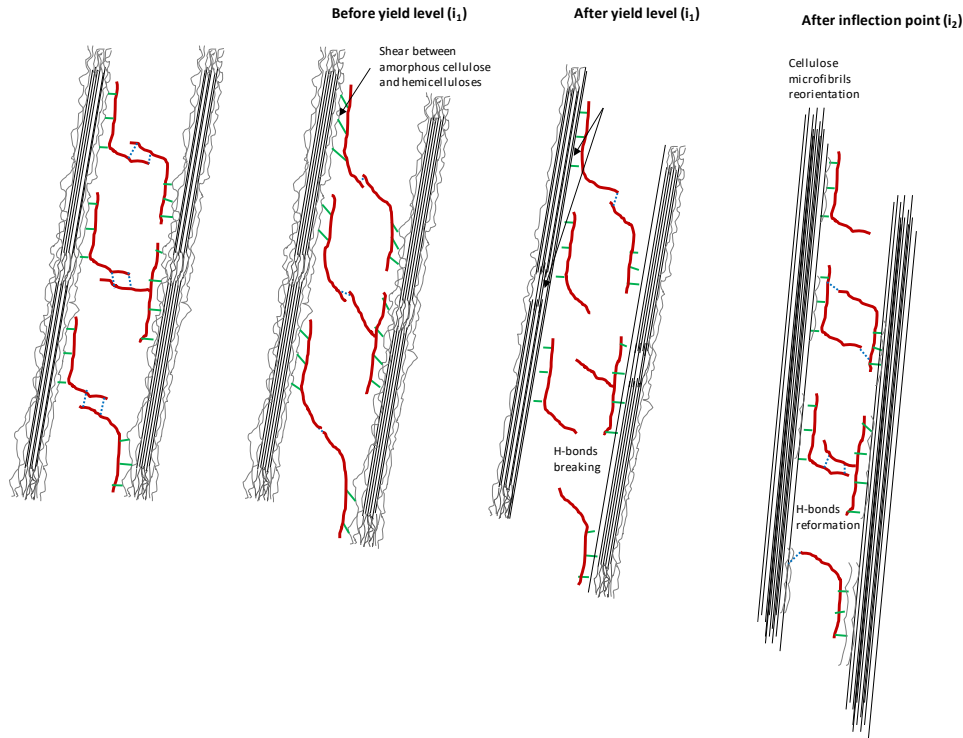 Before yield level (i₁)
After yield level (i₁)
After inflection point (i₂)
Shear between
amorphous cellulose
and hemicelluloses
Cellulose
microfibrils
reorientation
H-bonds
breaking
H-bonds
reformation